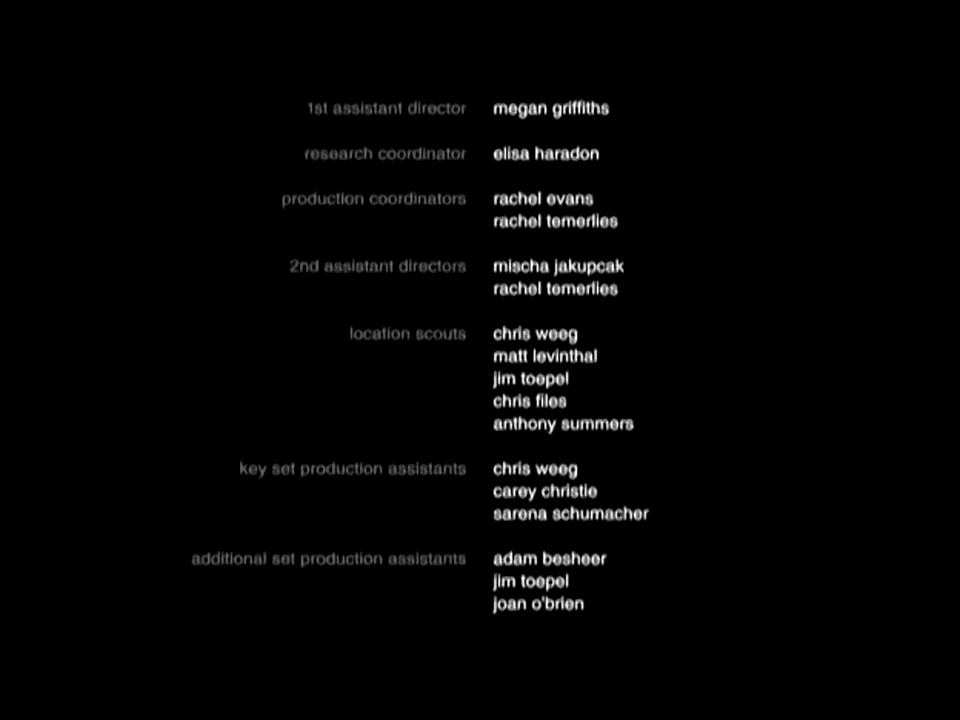 1st assistant director megan griffiths
research coordinator elisa haradon
production coordinators rachel evans
rachel temerlies
2nd assistant directors mischa jakupcak
rachel temerlies
location scouts chris weeg
matt levinthal
jim toepel
chris files
anthony summers
key set production assistants chris weeg
carey christie
sarena schumacher
additional set production assistants adam besheer
jim toepel
joan o'brien